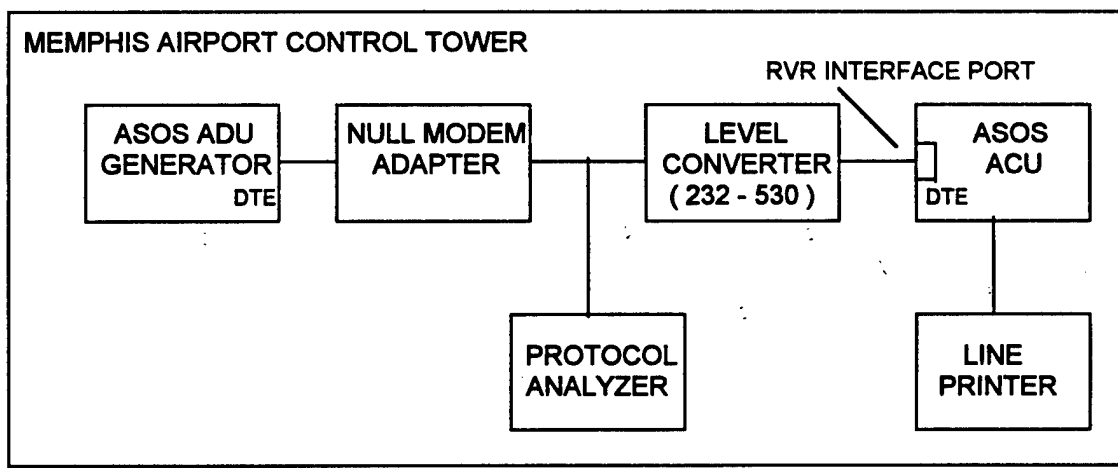 MEMPHIS AIRPORT CONTROL TOWER
RVR INTERFACE PORT
ASOS ADU
GENERATOR
DTE
NULL MODEM
ADAPTER
LEVEL
CONVERTER
( 232 - 530 )
ASOS
ACU
DTE
PROTOCOL
ANALYZER
LINE
PRINTER